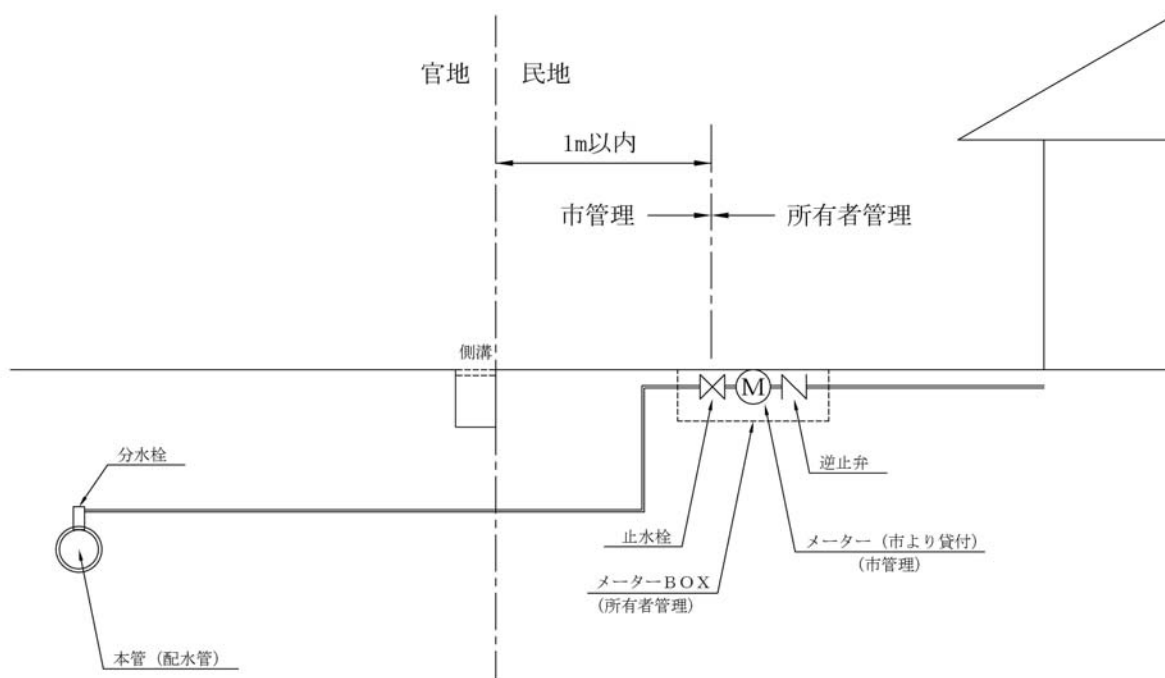 官地
民地
1m以内
市管理
所有者管理
側溝
M
分水栓
逆止弁
止水栓
メーター（市より貸付）
(市管理)
メーターＢＯＸ
(所有者管理)
本管（配水管）